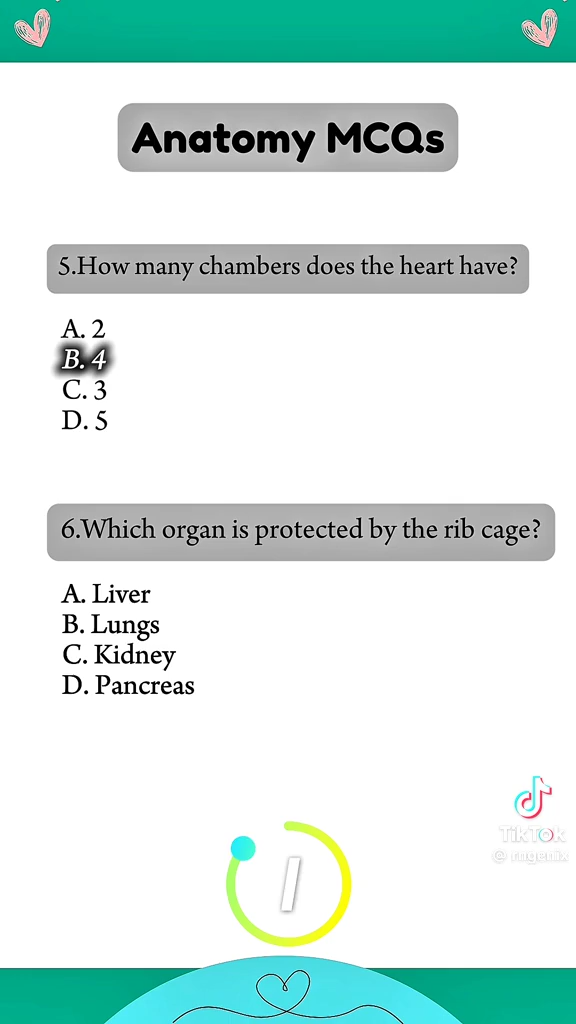 Anatomy MCQs
5.How many chambers does the heart have?
A. 2
B. 4
C. 3
D. 5
6.Which organ is protected by the rib cage?
A. Liver
B. Lungs
C. Kidney
D. Pancreas
TikTok
1